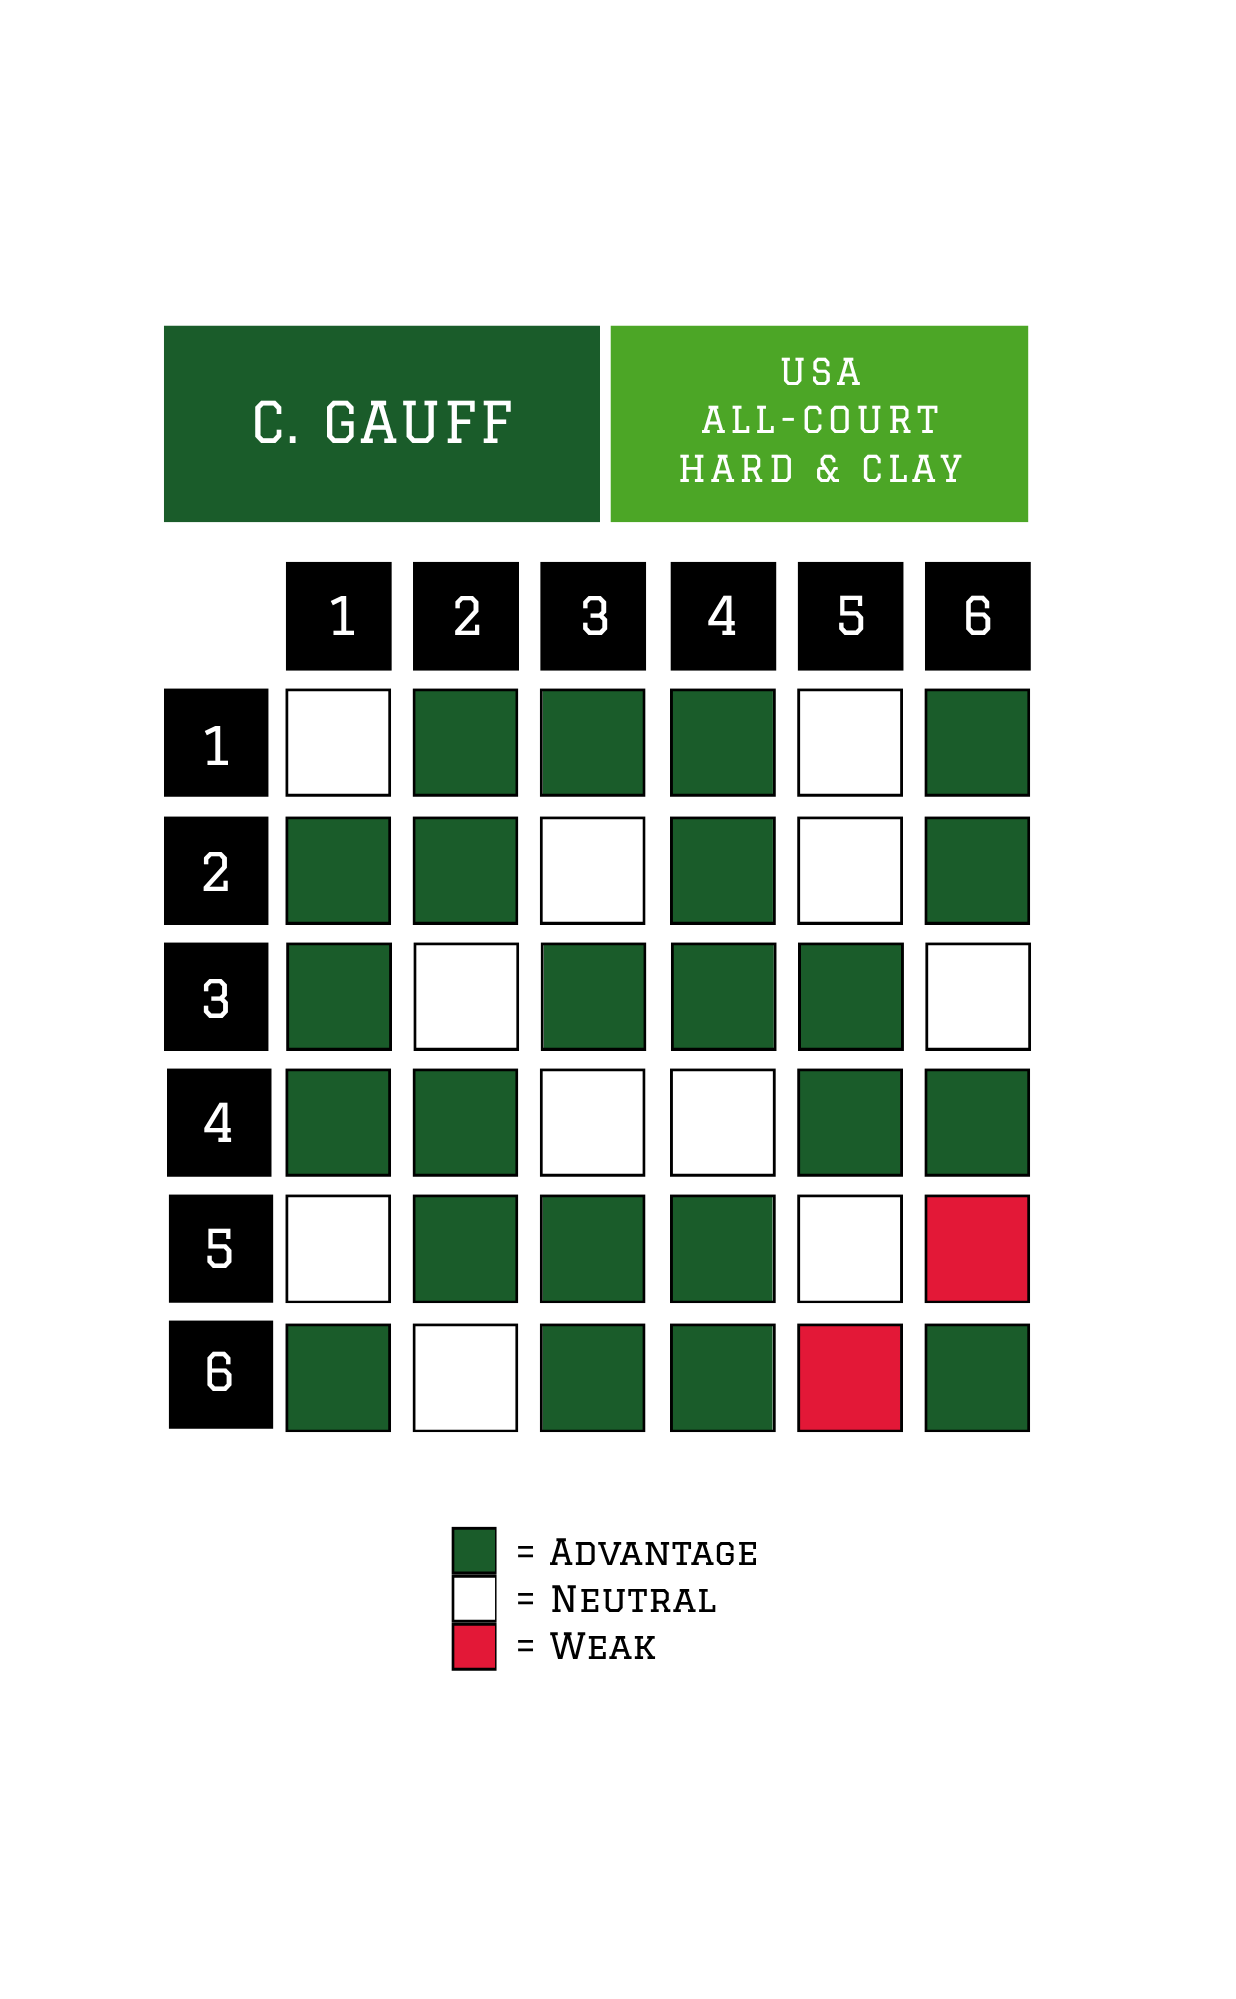 C. GAUFF
USA
ALL-COURT
HARD & CLAY
1 2 3 4 5 6
1
2
3
4
5
6
= ADVANTAGE
= NEUTRAL
= WEAK